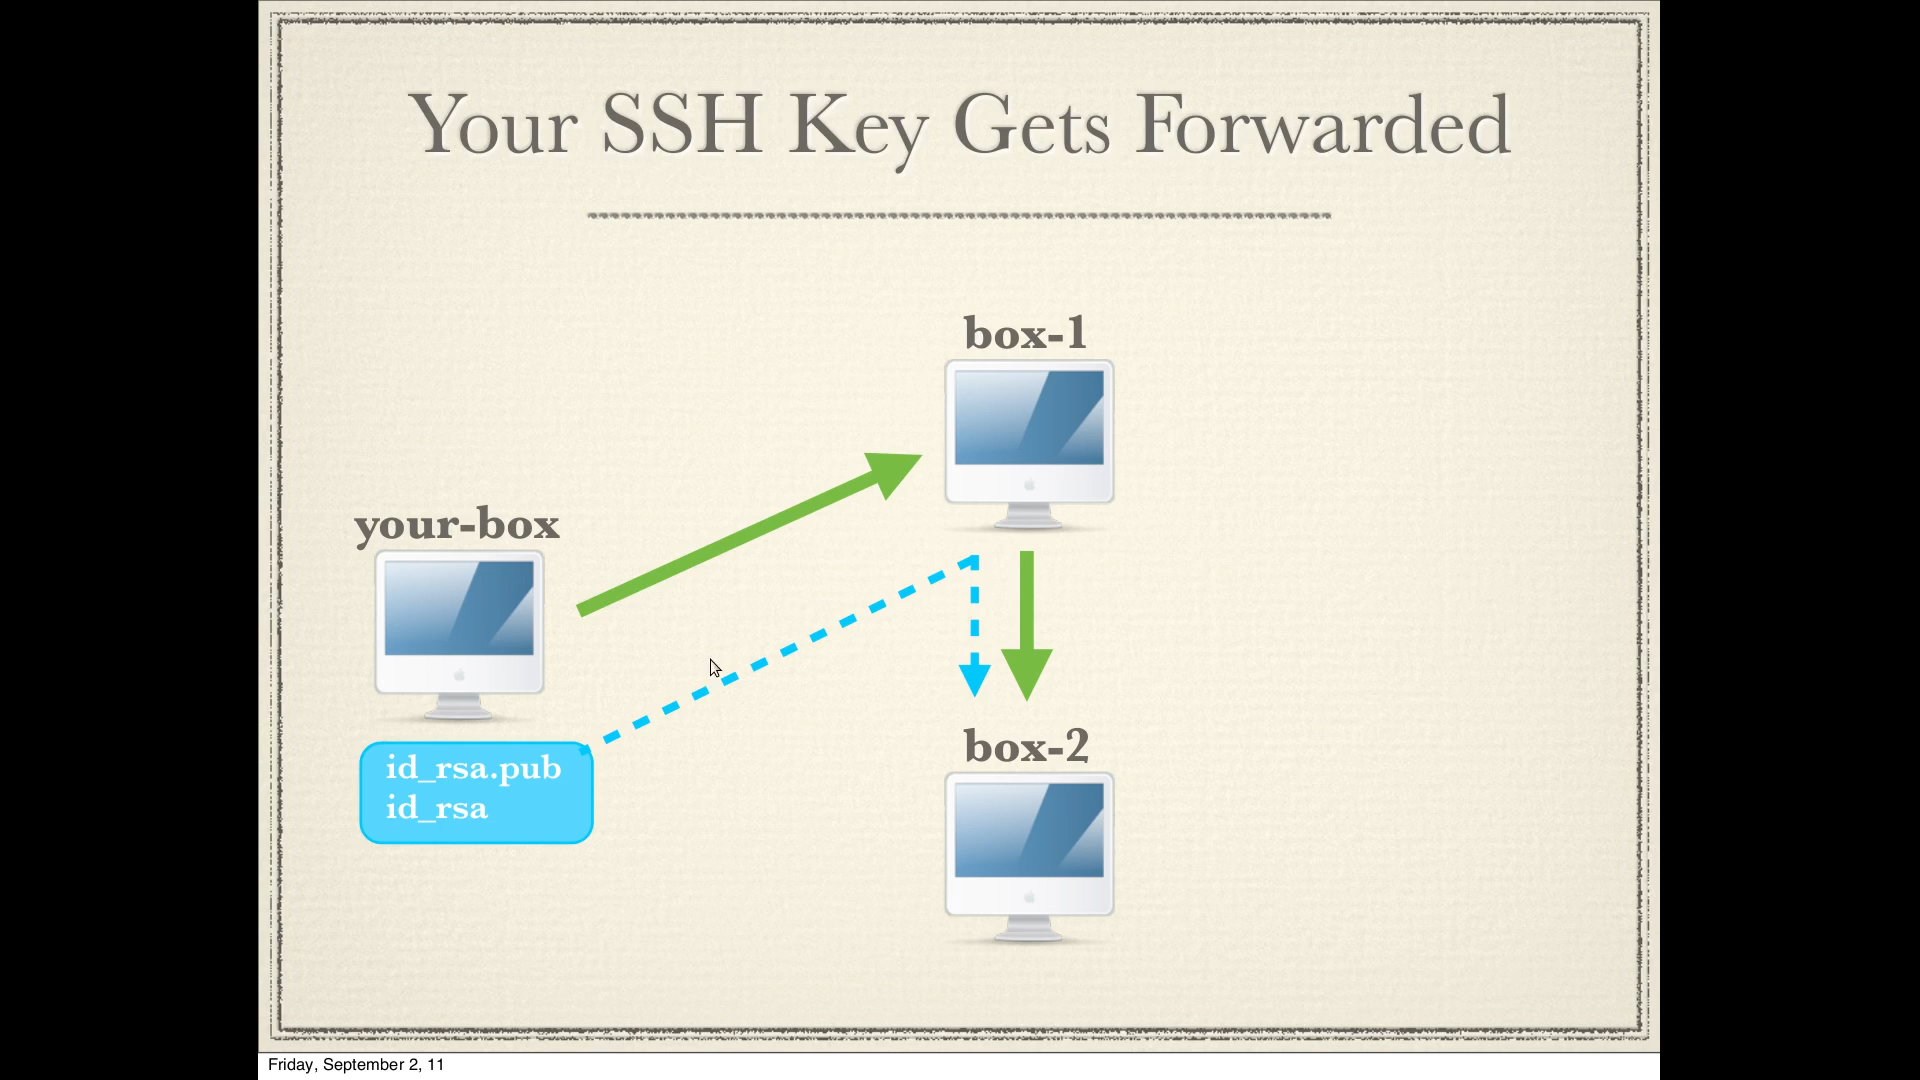 Your SSH Key Gets Forwarded
box-1
your-box
id_rsa.pub
id_rsa
box-2
Friday, September 2, 11